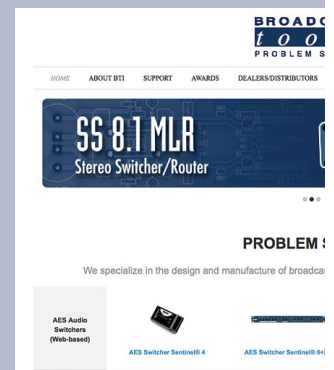 BROADC
t o o
PROBLEM S
HOME ABOUT BTI SUPPORT AWARDS DEALERS/DISTRIBUTORS
SS 8.1 MLR
Stereo Switcher/Router
PROBLEM S
We specialize in the design and manufacture of broadcas
AES Audio
Switchers
(Web-based)
AES Switcher Sentinel® 4 AES Switcher Sentinel® 6+